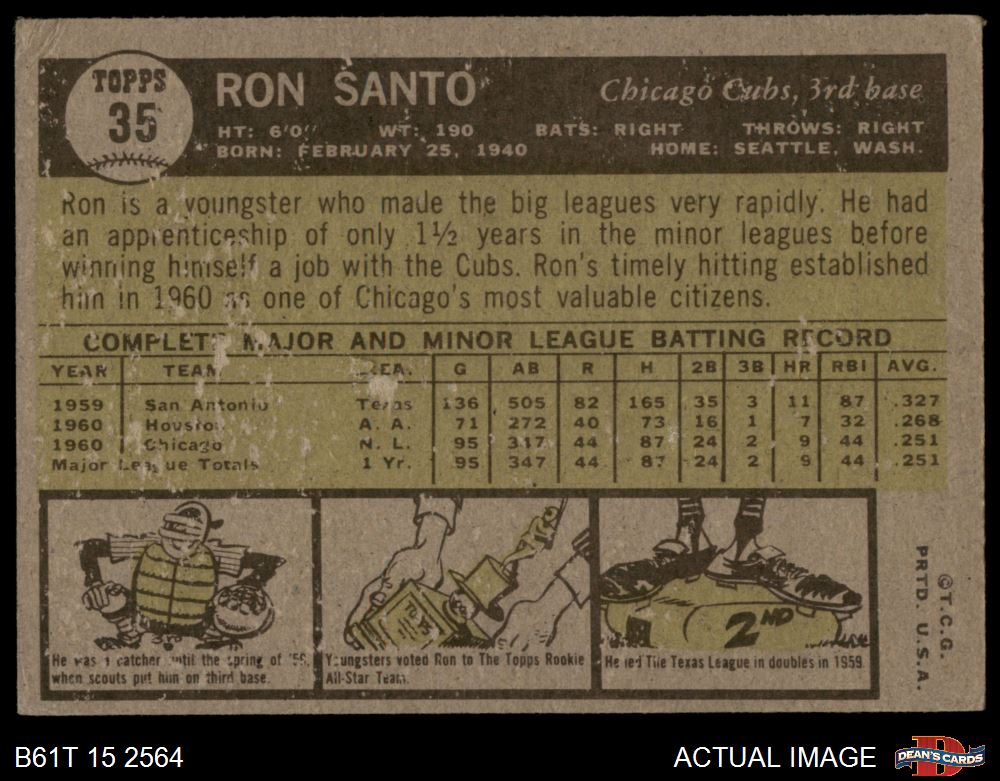 TOPPS
35
RON SANTO
Chicago Cubs, 3rd base
HT: 6'0" WT: 190 BATS: RIGHT THROWS: RIGHT
BORN: FEBRUARY 25, 1940 HOME: SEATTLE, WASH.
Ron is a youngster who made the big leagues very rapidly. He had
an apprenticeship of only 1½ years in the minor leagues before
winning himself a job with the Cubs. Ron's timely hitting established
him in 1960 as one of Chicago's most valuable citizens.
COMPLETE MAJOR AND MINOR LEAGUE BATTING RECORD
YEAR TEAM LEA. G AB R H 2B 3B HR RBI AVG.
1959 San Antonio Texas 136 505 82 165 35 3 11 87 .327
1960 Houston A. A. 71 272 40 73 16 1 7 32 .268
1960 Chicago N. L. 95 347 44 87 24 2 9 44 .251
Major League Totals 1 Yr. 95 347 44 87 24 2 9 44 .251
He was a catcher until the spring of '59,
when scouts put him on third base.
Youngsters voted Ron to The Topps Rookie
All-Star Team.
2ND
He led The Texas League in doubles in 1959.
©T.C.G.
PRTD. U.S.A.
B61T 15 2564
ACTUAL IMAGE
D
DEAN'S CARDS